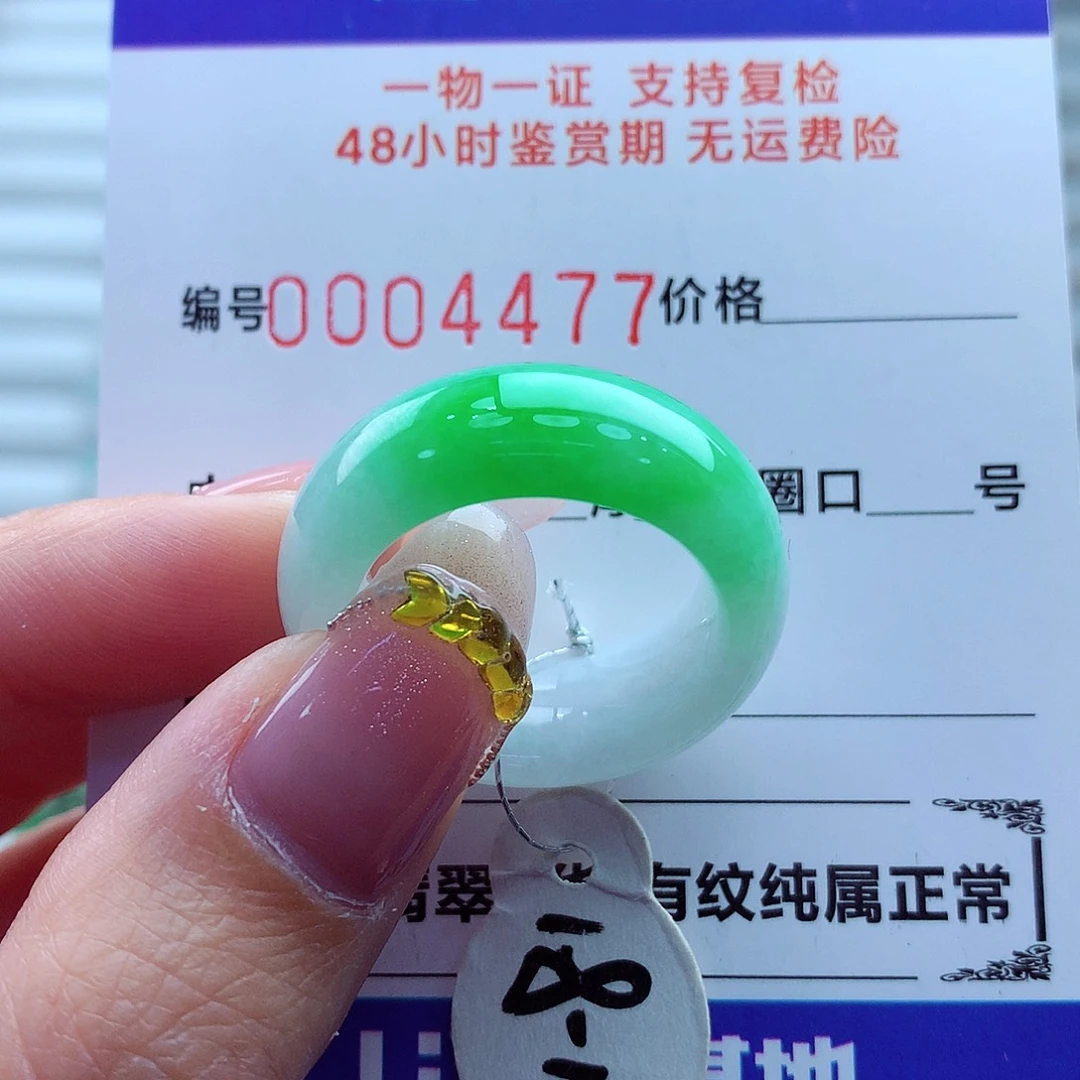 一物一证 支持复检
48小时鉴赏期 无运费险
编号0004477价格
圈口 号
翠 有纹纯属正常
基地